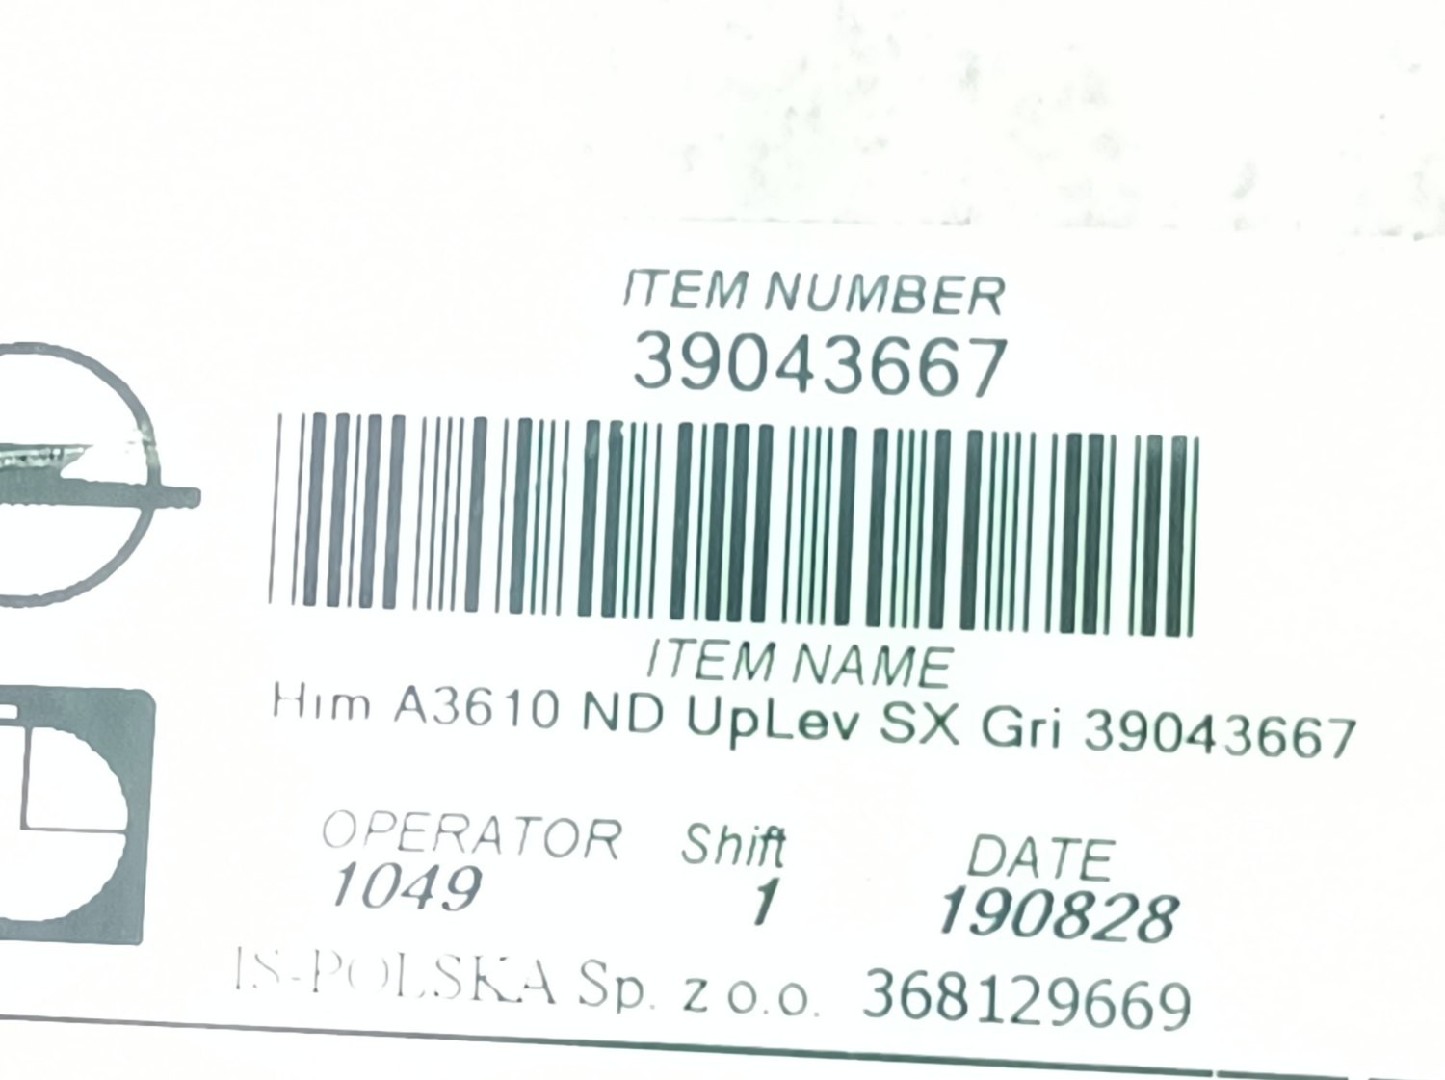 ITEM NUMBER
39043667
ITEM NAME
Him A3610 ND UpLev SX Gri 39043667
OPERATOR Shift DATE
1049 1 190828
IS-POLSKA Sp. z o.o. 368129669